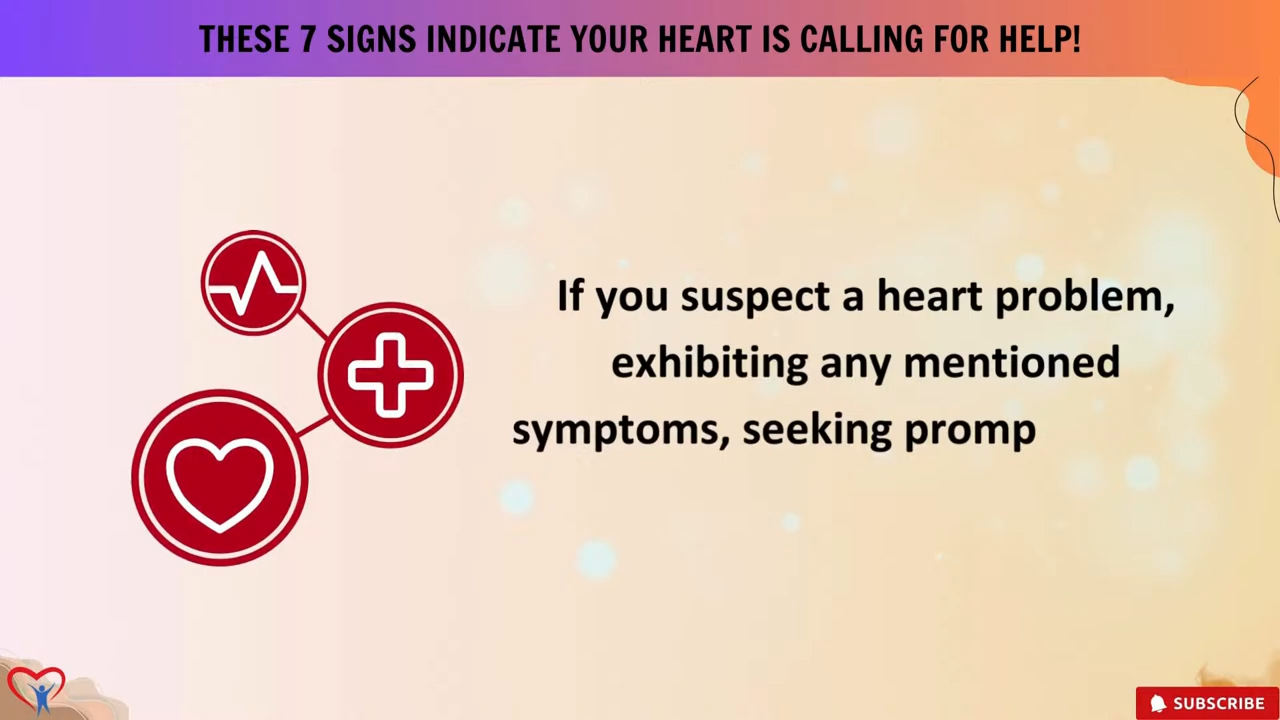 THESE 7 SIGNS INDICATE YOUR HEART IS CALLING FOR HELP!
If you suspect a heart problem,
exhibiting any mentioned
symptoms, seeking promp
SUBSCRIBE